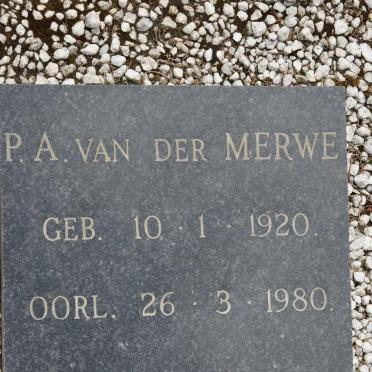 P. A. VAN DER MERWE
GEB. 10 · 1 · 1920.
OORL. 26 · 3 · 1980.